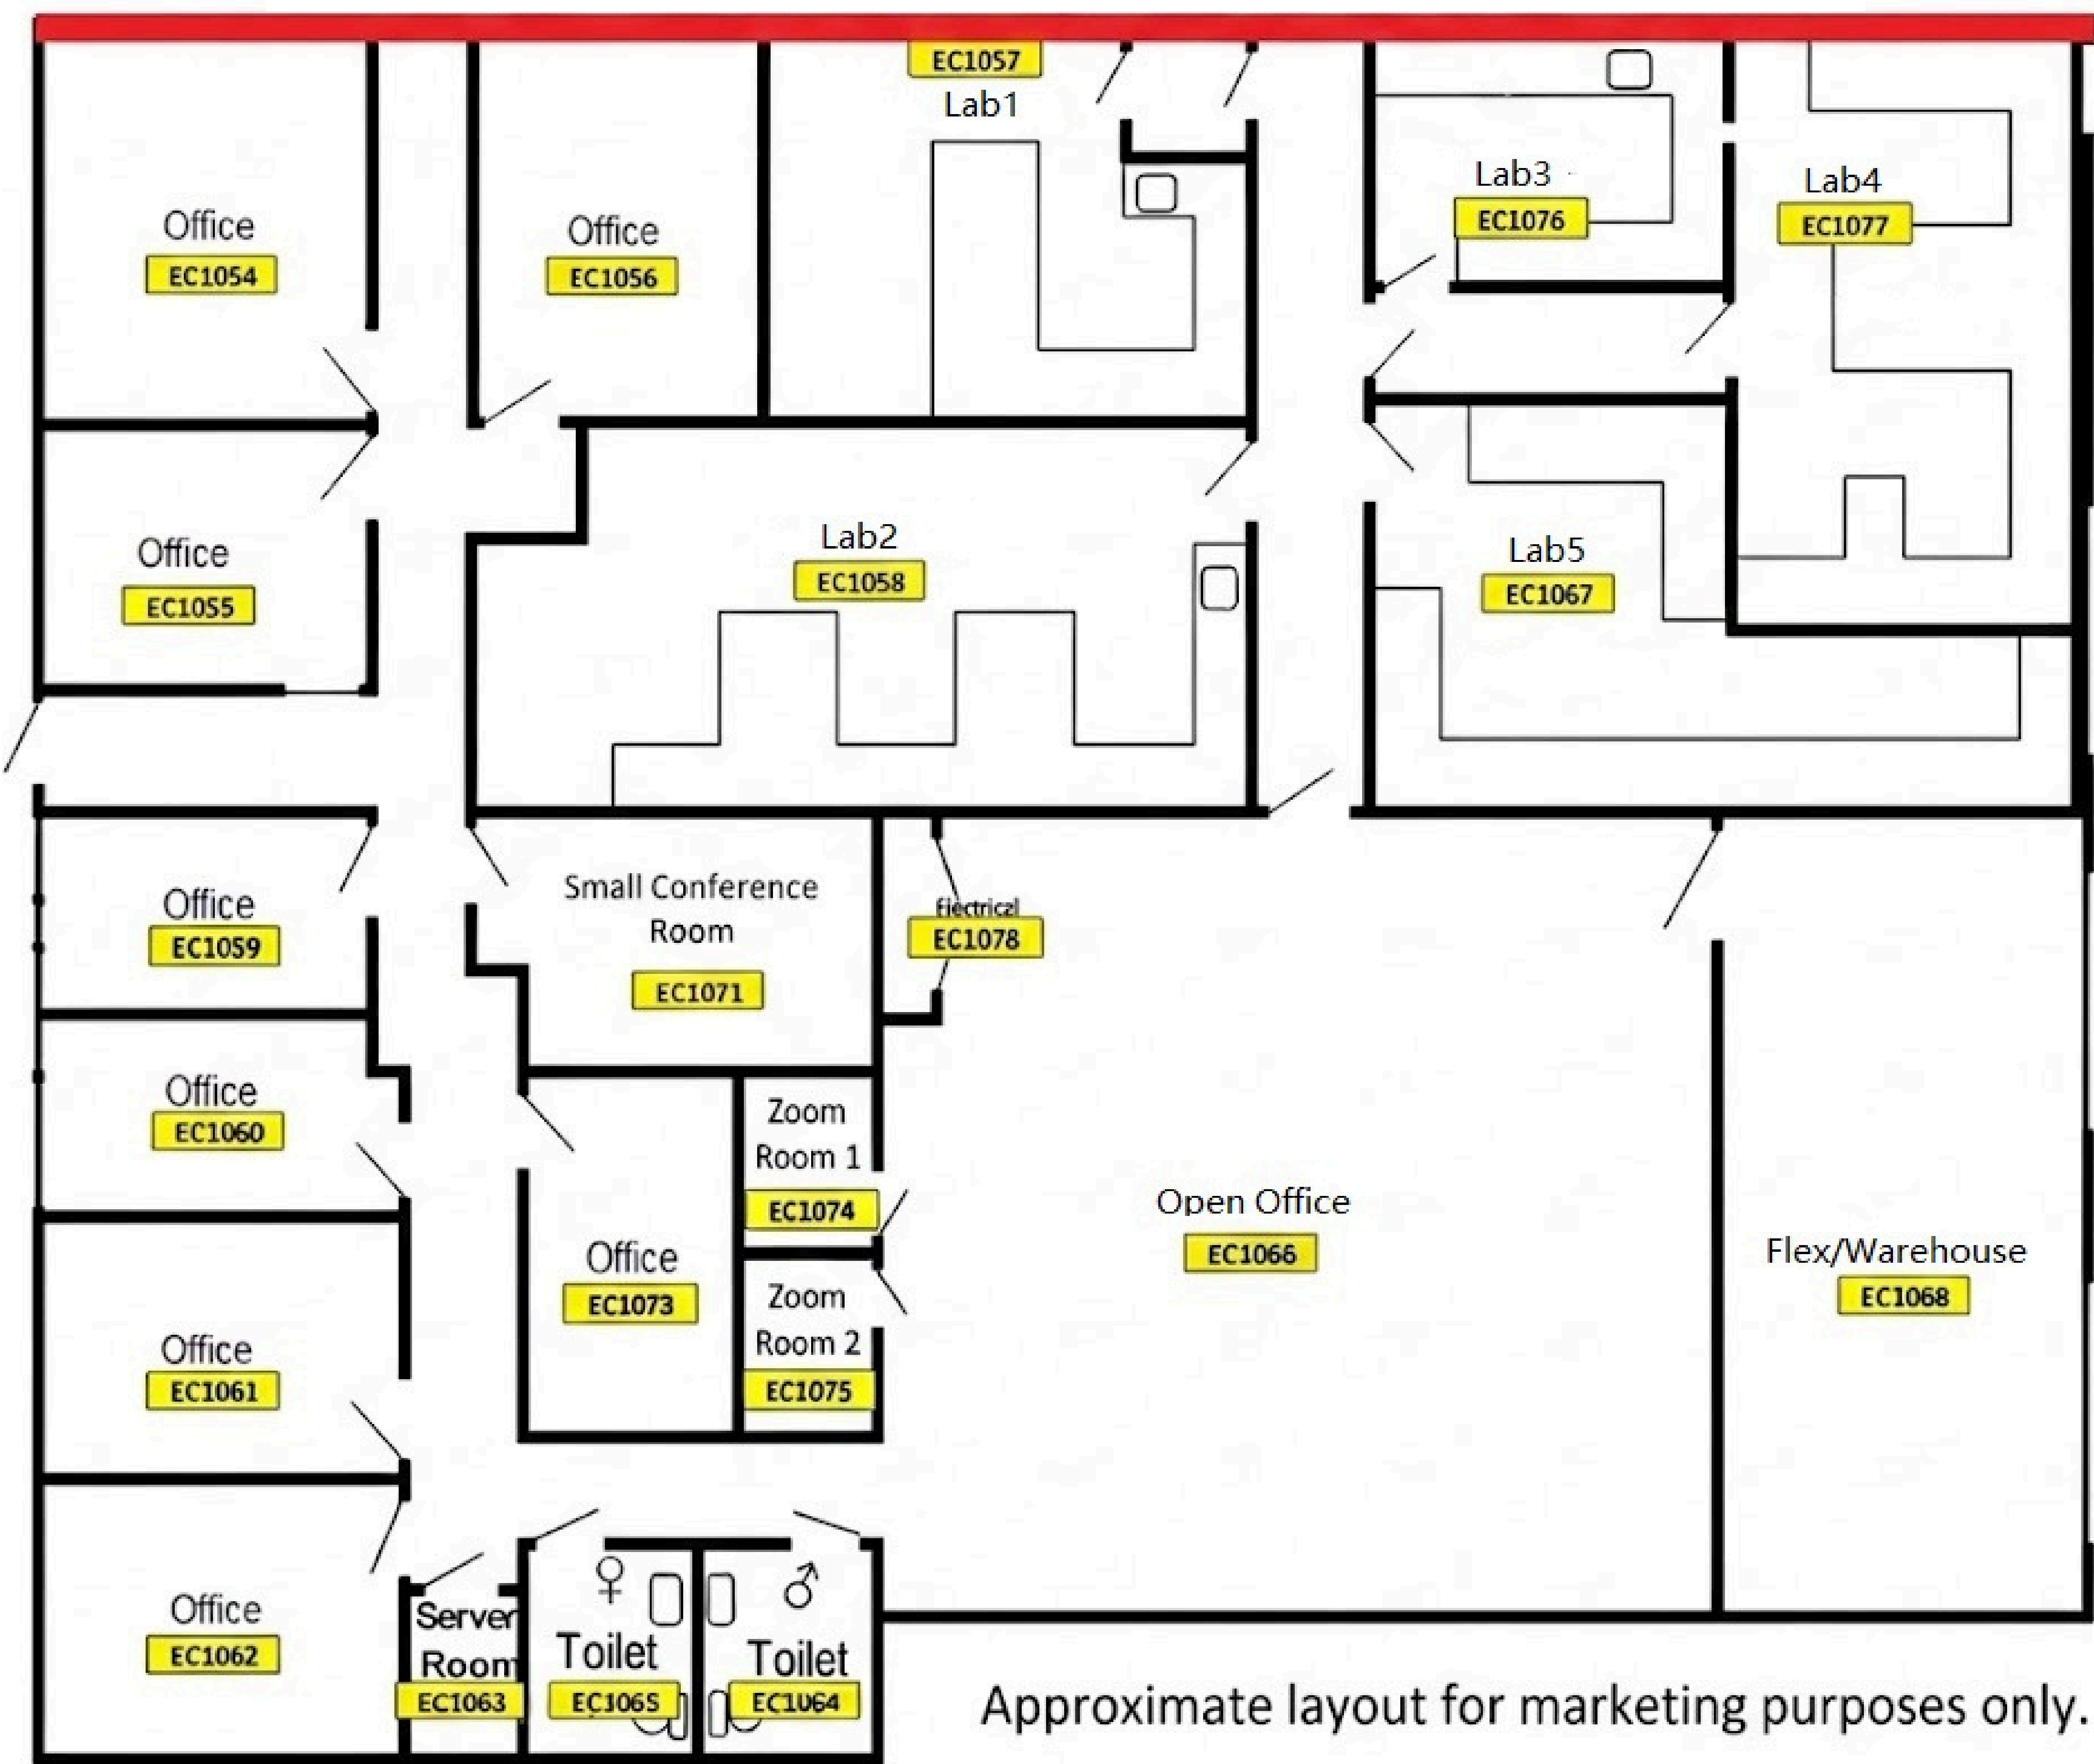 EC1057
Lab1
Office
EC1054
Office
EC1056
Lab3
EC1076
Lab4
EC1077
Office
EC1055
Lab2
EC1058
Lab5
EC1067
Office
EC1059
Small Conference
Room
EC1071
Electrical
EC1078
Office
EC1060
Zoom
Room 1
EC1074
Open Office
EC1066
Flex/Warehouse
EC1068
Office
EC1073
Zoom
Room 2
EC1075
Office
EC1061
Office
EC1062
Server
Room
EC1063
♀
Toilet
EC1065
♂
Toilet
EC1064
Approximate layout for marketing purposes only.